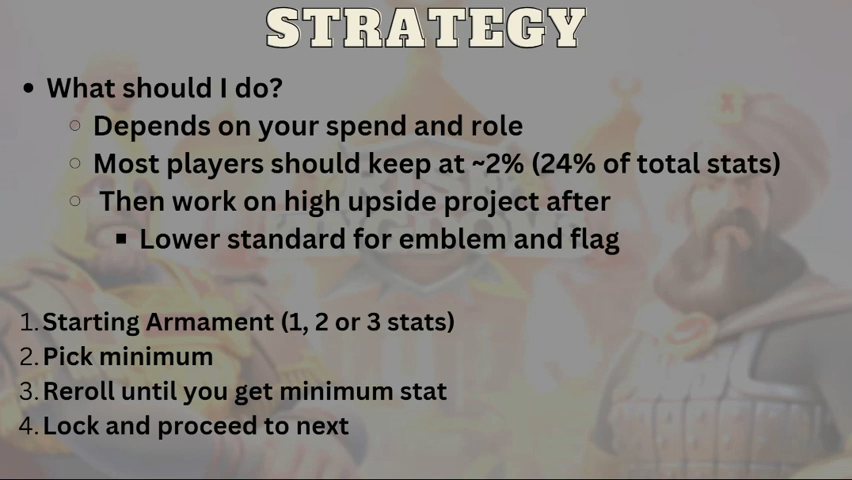 STRATEGY
• What should I do?
○ Depends on your spend and role
○ Most players should keep at ~2% (24% of total stats)
○ Then work on high upside project after
▪ Lower standard for emblem and flag
1. Starting Armament (1, 2 or 3 stats)
2. Pick minimum
3. Reroll until you get minimum stat
4. Lock and proceed to next